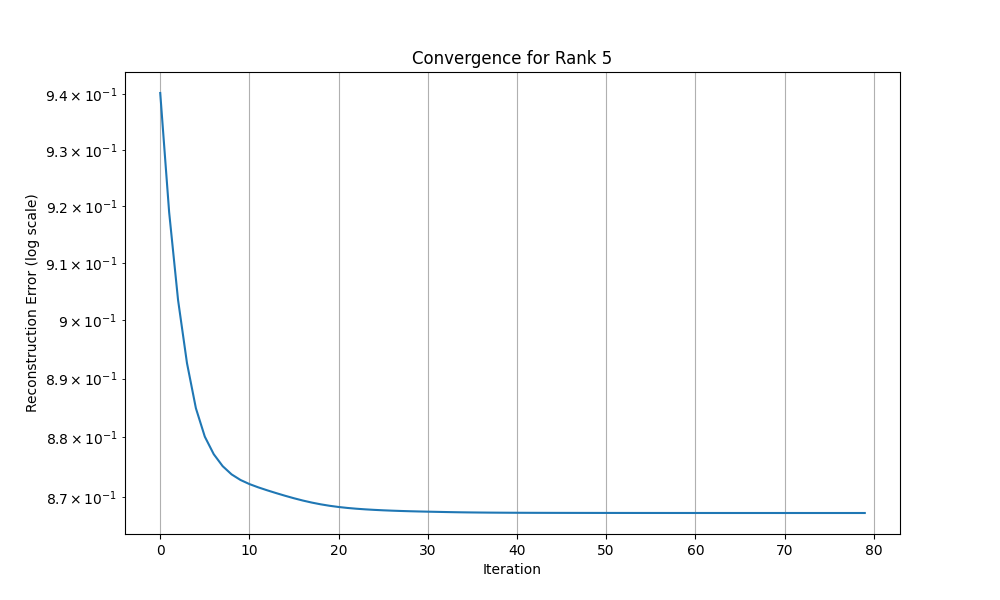 Convergence for Rank 5
Reconstruction Error (log scale)
9.4 × 10⁻¹
9.3 × 10⁻¹
9.2 × 10⁻¹
9.1 × 10⁻¹
9 × 10⁻¹
8.9 × 10⁻¹
8.8 × 10⁻¹
8.7 × 10⁻¹
0 10 20 30 40 50 60 70 80
Iteration